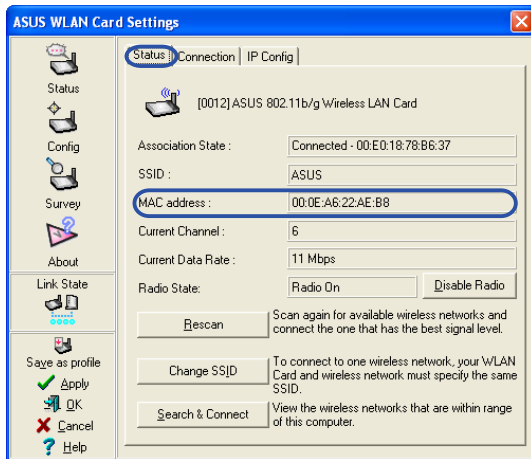 ASUS WLAN Card Settings
Status
Config
Survey
About
Link State
Save as profile
Apply
OK
Cancel
Help
Status Connection IP Config
[0012] ASUS 802.11b/g Wireless LAN Card
Association State : Connected - 00:E0:18:78:B6:37
SSID : ASUS
MAC address : 00:0E:A6:22:AE:B8
Current Channel : 6
Current Data Rate : 11 Mbps
Radio State: Radio On Disable Radio
Rescan
Scan again for available wireless networks and
connect the one that has the best signal level.
Change SSID
To connect to one wireless network, your WLAN
Card and wireless network must specify the same
SSID.
Search & Connect
View the wireless networks that are within range
of this computer.